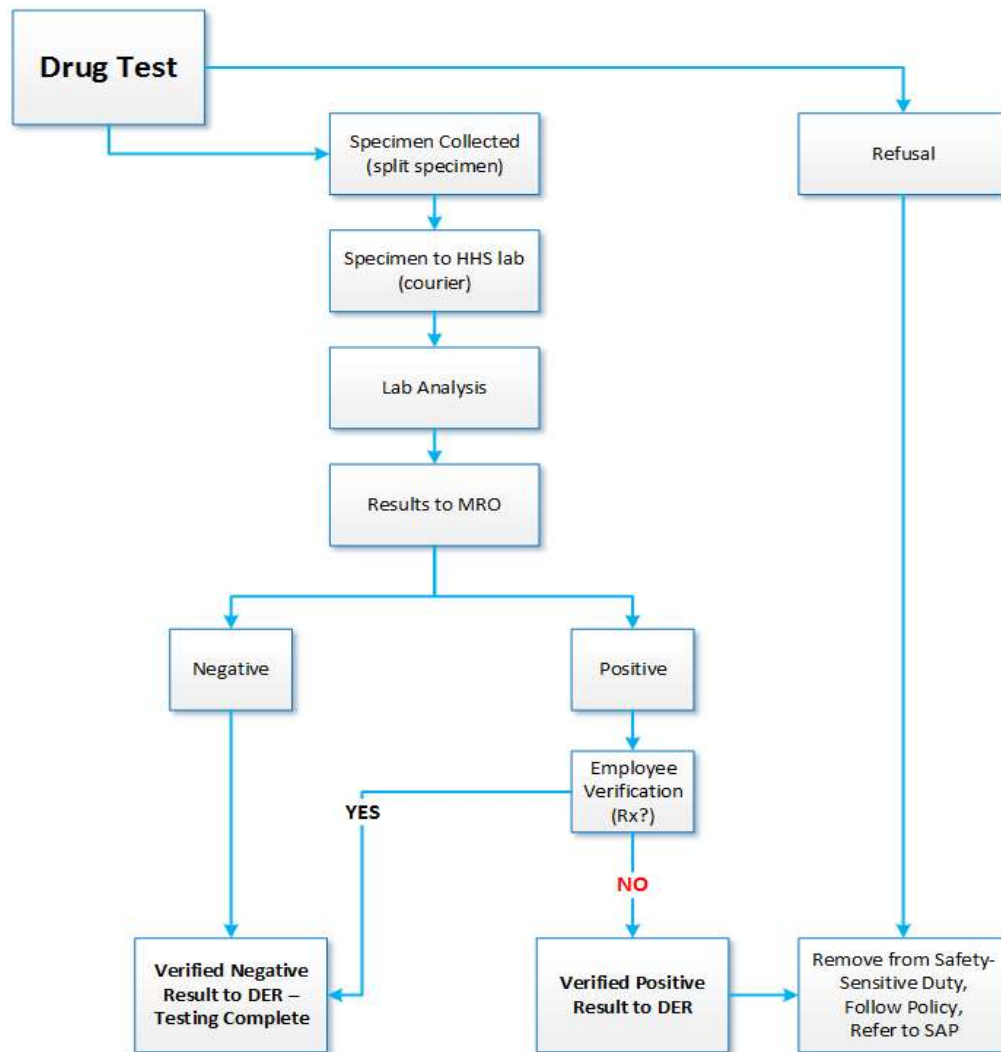 Drug Test
Specimen Collected
(split specimen)
Refusal
Specimen to HHS lab
(courier)
Lab Analysis
Results to MRO
Negative
Positive
Employee
Verification
(Rx?)
YES
NO
Verified Negative
Result to DER –
Testing Complete
Verified Positive
Result to DER
Remove from Safety-
Sensitive Duty,
Follow Policy,
Refer to SAP